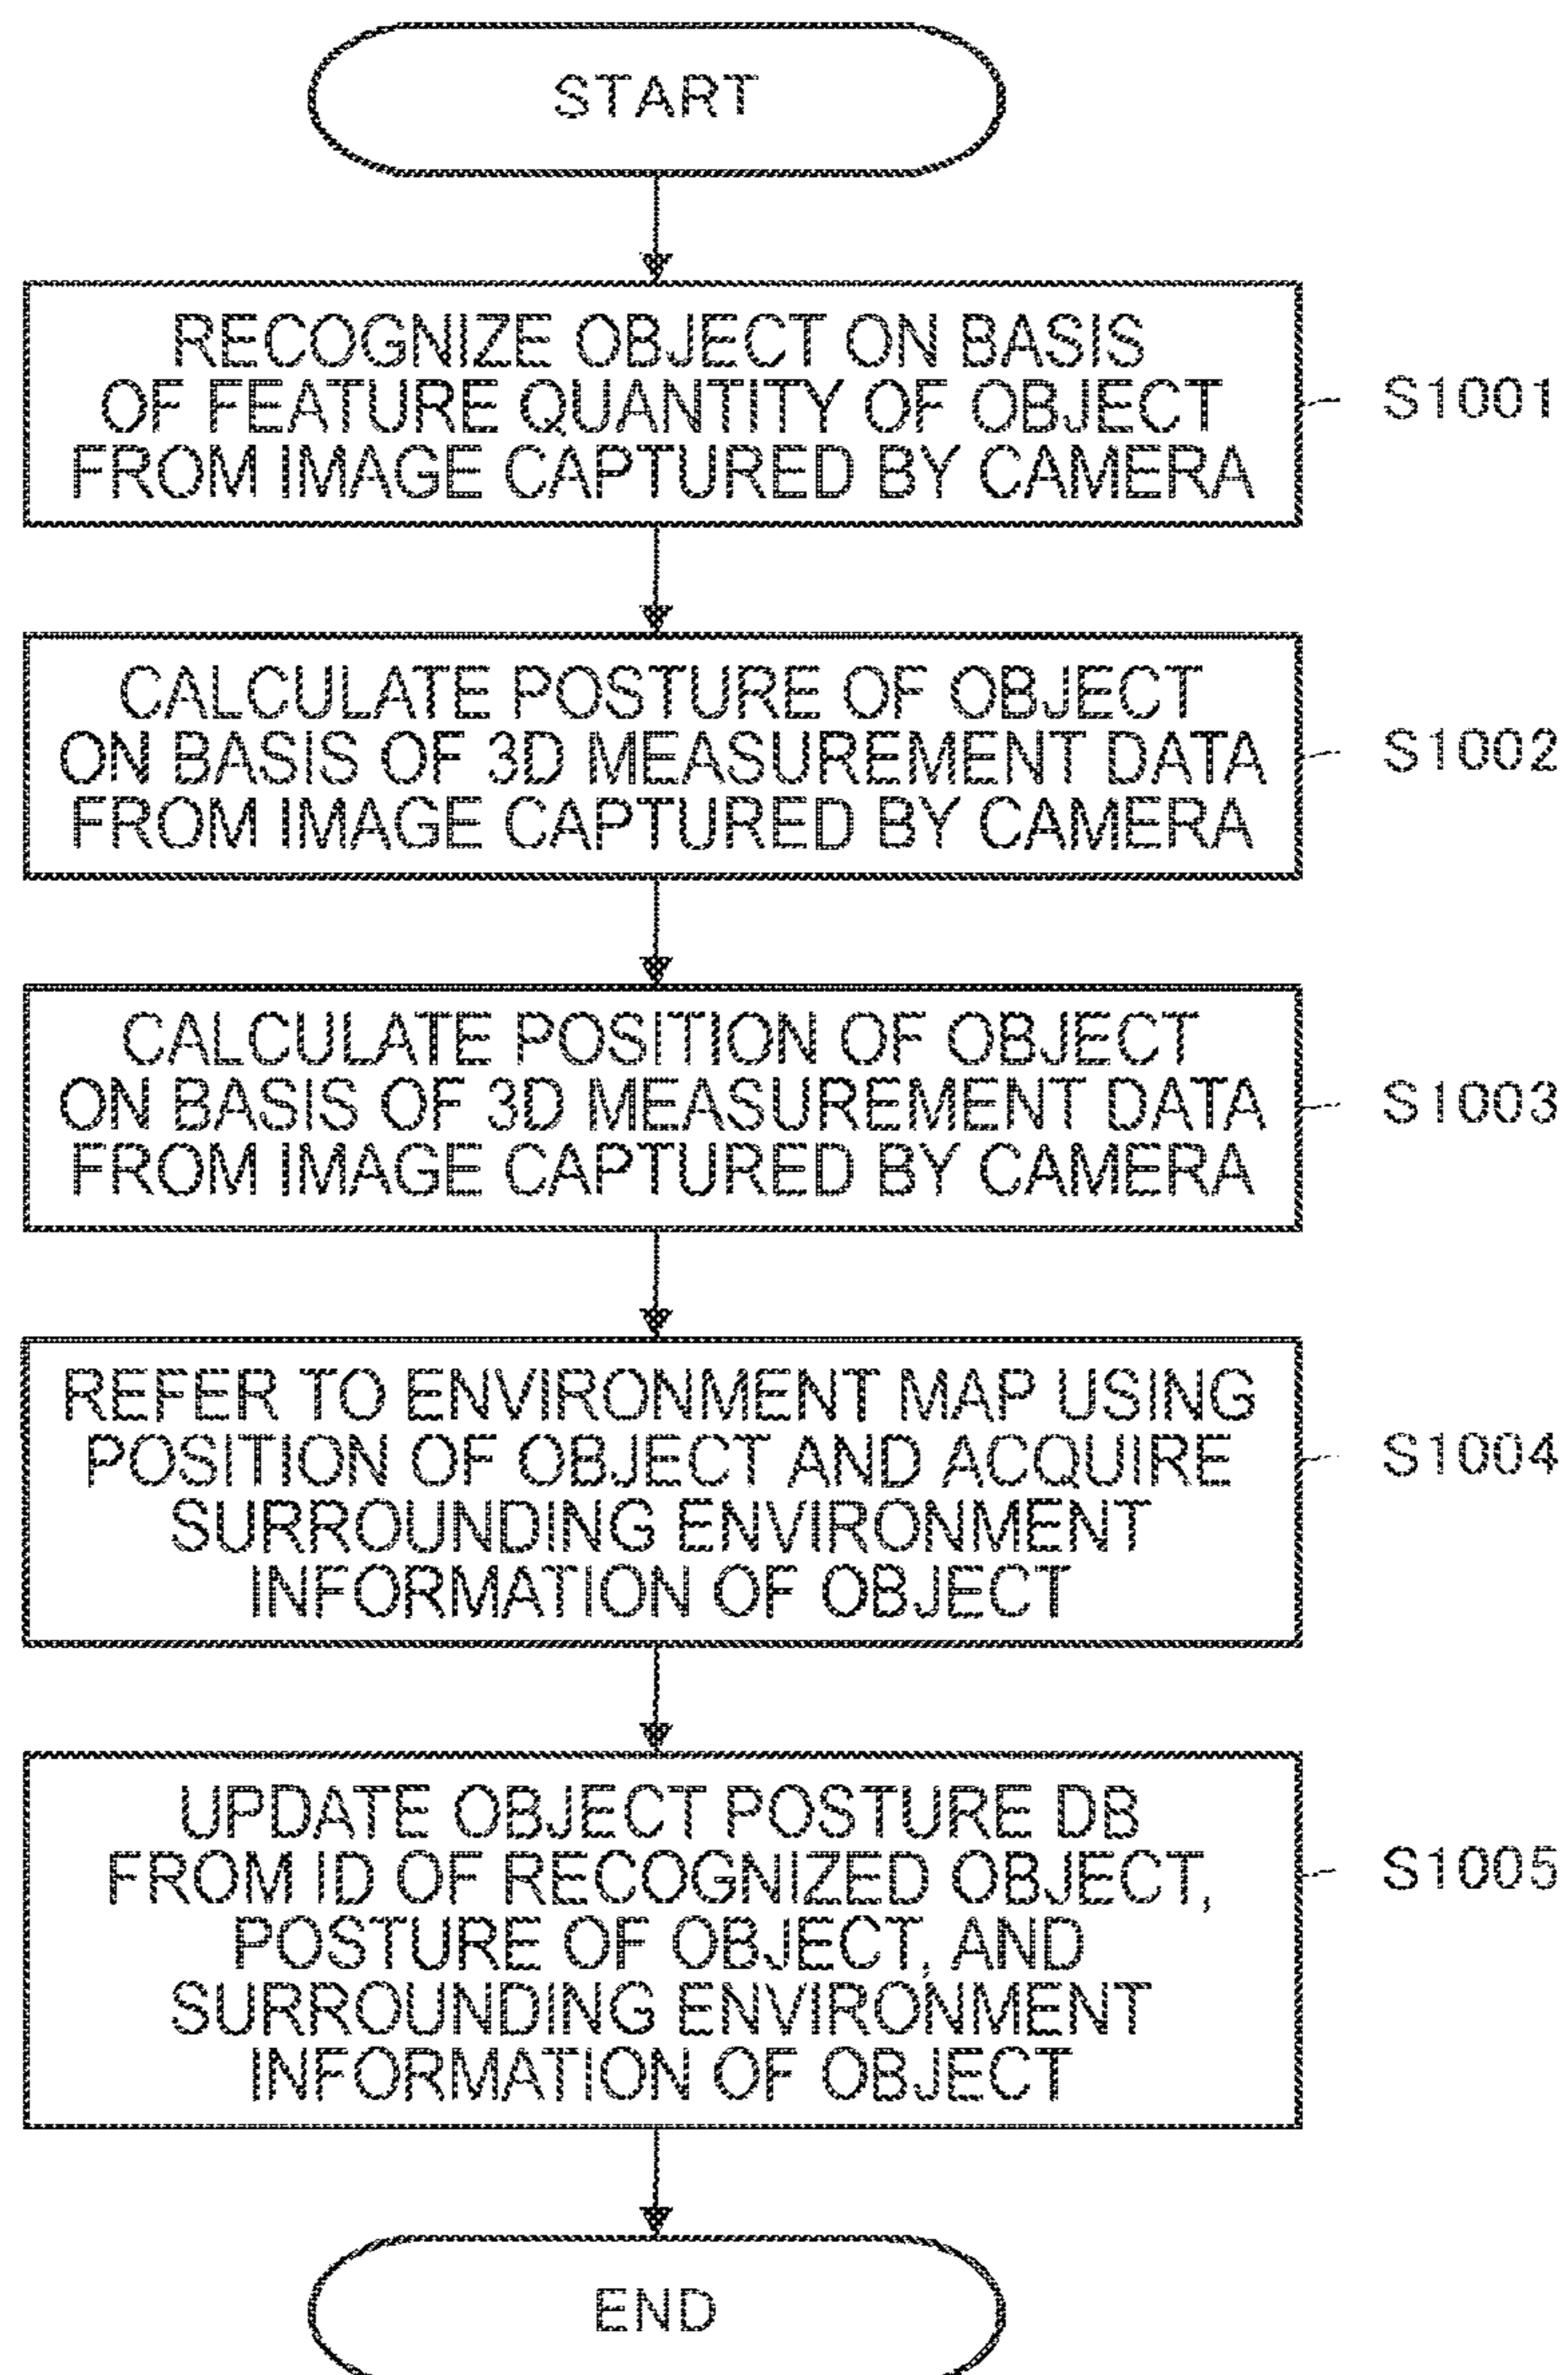 START
RECOGNIZE OBJECT ON BASIS
OF FEATURE QUANTITY OF OBJECT
FROM IMAGE CAPTURED BY CAMERA
S1001
CALCULATE POSTURE OF OBJECT
ON BASIS OF 3D MEASUREMENT DATA
FROM IMAGE CAPTURED BY CAMERA
S1002
CALCULATE POSITION OF OBJECT
ON BASIS OF 3D MEASUREMENT DATA
FROM IMAGE CAPTURED BY CAMERA
S1003
REFER TO ENVIRONMENT MAP USING
POSITION OF OBJECT AND ACQUIRE
SURROUNDING ENVIRONMENT
INFORMATION OF OBJECT
S1004
UPDATE OBJECT POSTURE DB
FROM ID OF RECOGNIZED OBJECT,
POSTURE OF OBJECT, AND
SURROUNDING ENVIRONMENT
INFORMATION OF OBJECT
S1005
END